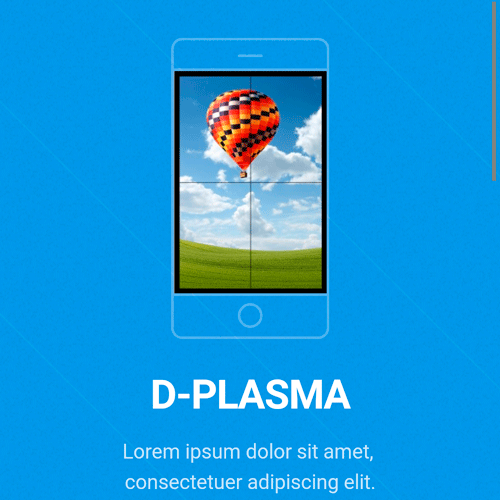 D-PLASMA
Lorem ipsum dolor sit amet,
consectetuer adipiscing elit.